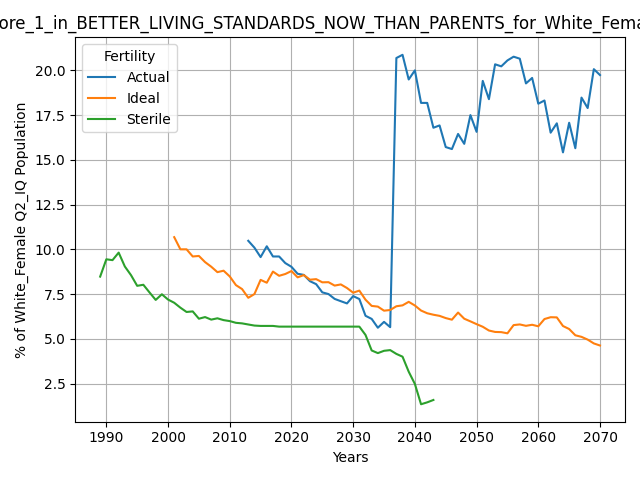 ore_1_in_BETTER_LIVING_STANDARDS_NOW_THAN_PARENTS_for_White_Fema
Fertility
Actual
Ideal
Sterile
% of White_Female Q2_IQ Population
20.0
17.5
15.0
12.5
10.0
7.5
5.0
2.5
1990 2000 2010 2020 2030 2040 2050 2060 2070
Years